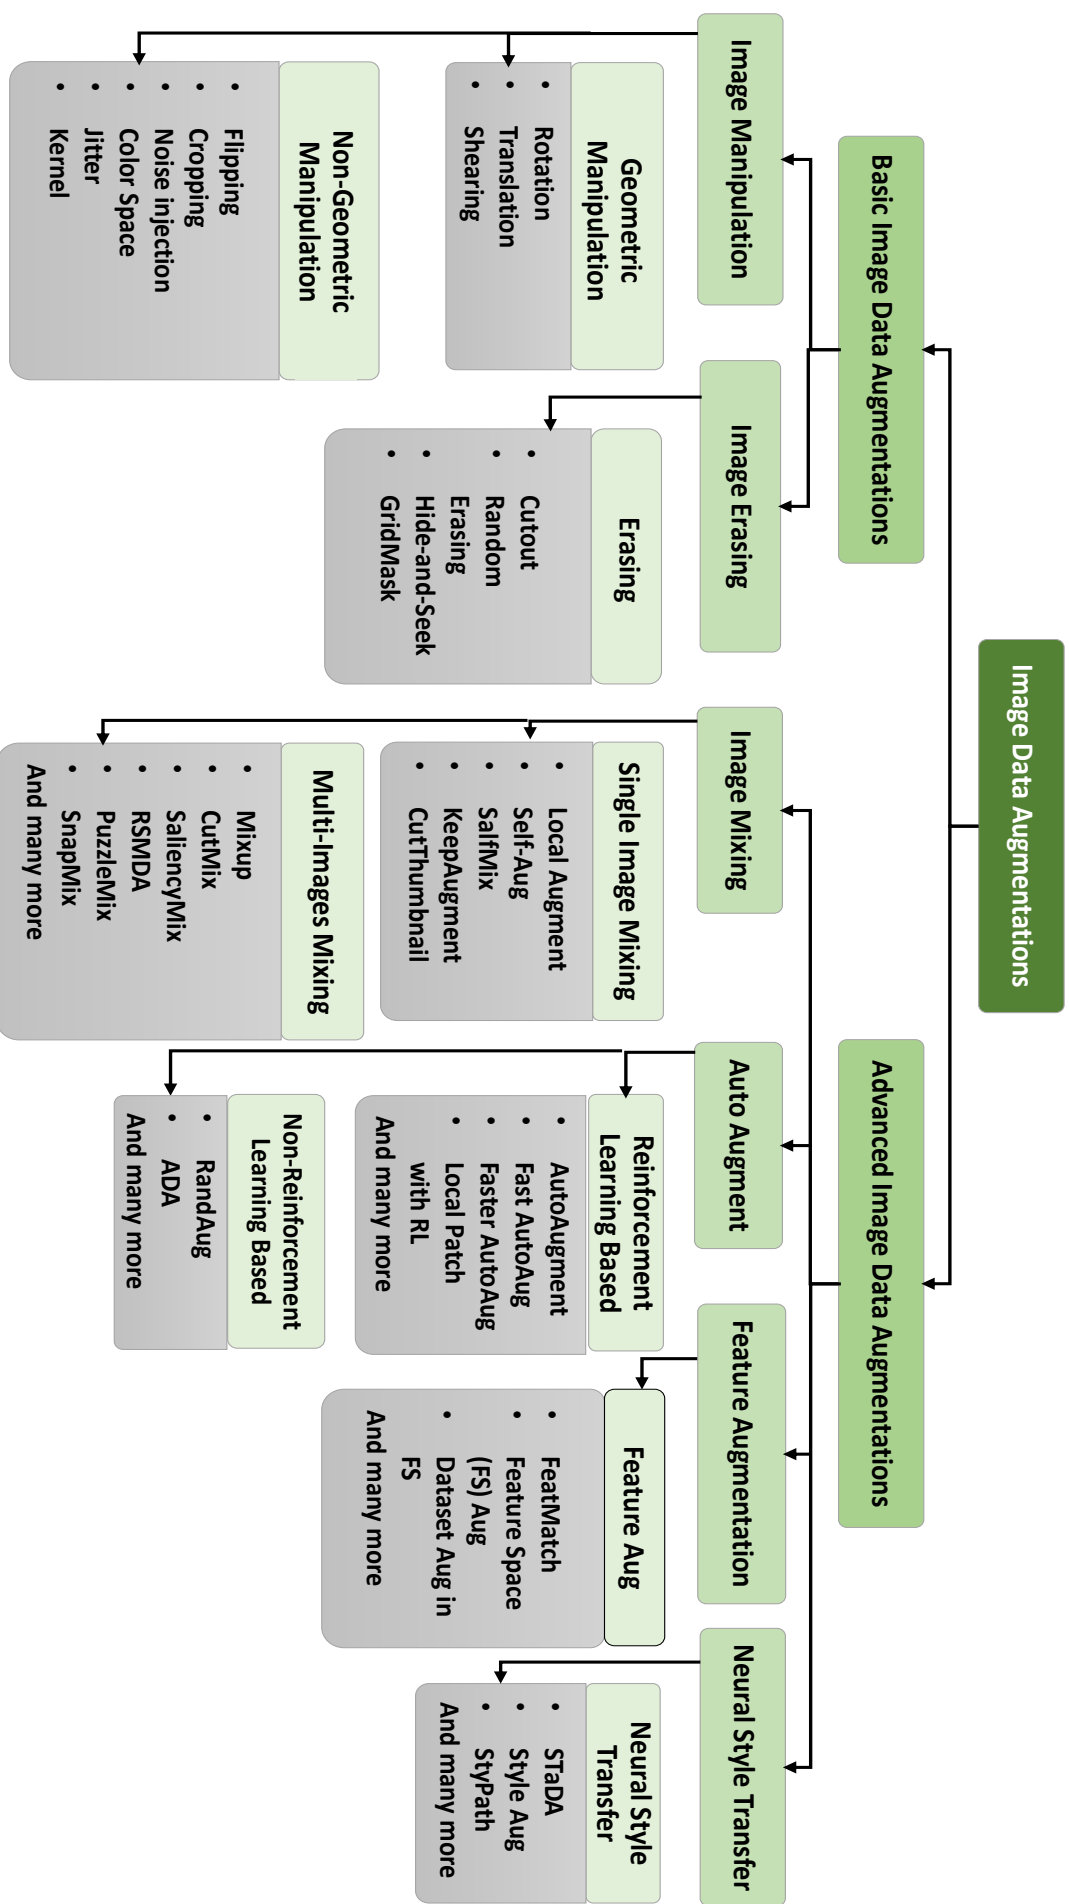 Image Data Augmentations
Basic Image Data Augmentations
Advanced Image Data Augmentations
Image Manipulation
Image Erasing
Image Mixing
Auto Augment
Feature Augmentation
Neural Style Transfer
Geometric
Manipulation
• Rotation
• Translation
• Shearing
Non-Geometric
Manipulation
• Flipping
• Cropping
• Noise injection
• Color Space
• Jitter
• Kernel
Erasing
• Cutout
• Random
Erasing
• Hide-and-Seek
• GridMask
Single Image Mixing
• Local Augment
• Self-Aug
• SalfMix
• KeepAugment
• CutThumbnail
Multi-Images Mixing
• Mixup
• CutMix
• SaliencyMix
• RSMDA
• PuzzleMix
• SnapMix
And many more
Reinforcement
Learning Based
• AutoAugment
• Fast AutoAug
• Faster AutoAug
• Local Patch
with RL
And many more
Non-Reinforcement
Learning Based
• RandAug
• ADA
And many more
Feature Aug
• FeatMatch
• Feature Space
(FS) Aug
• Dataset Aug in
FS
And many more
Neural Style
Transfer
• STaDA
• Style Aug
• StyPath
And many more